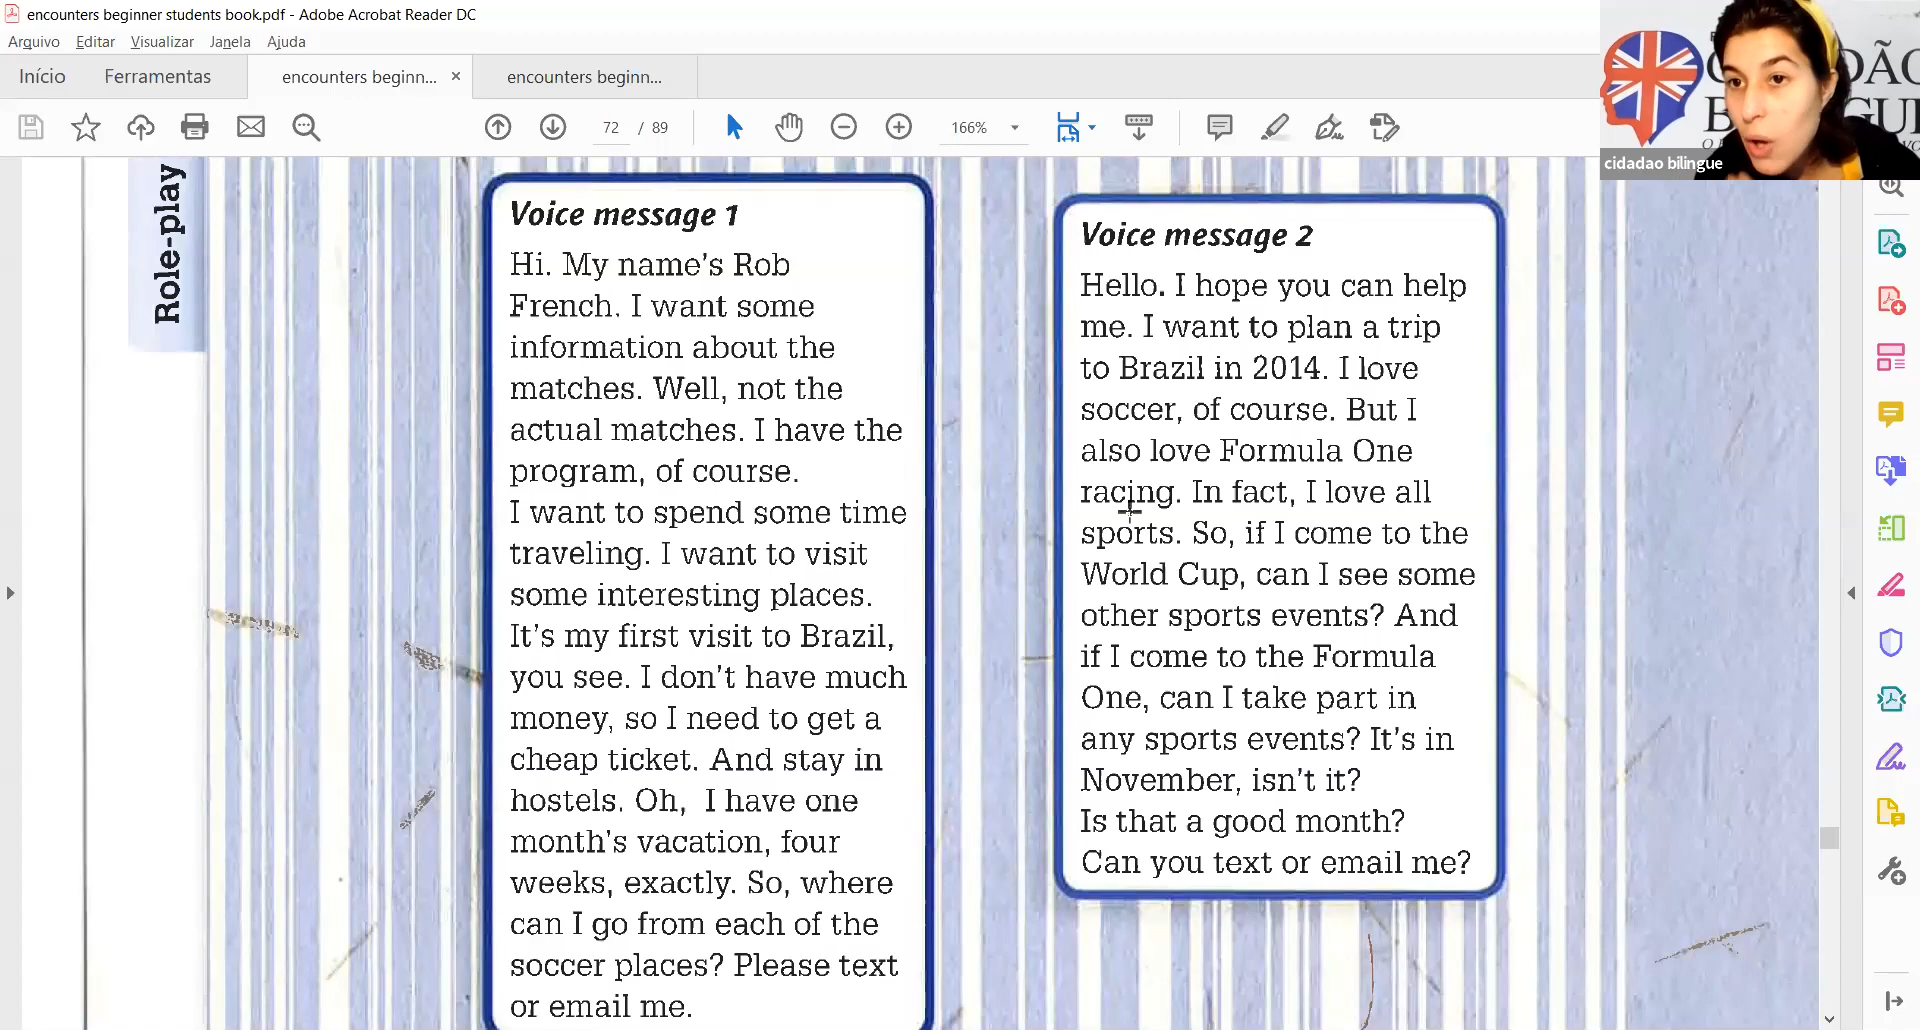 encounters beginner students book.pdf - Adobe Acrobat Reader DC
Arquivo Editar Visualizar Janela Ajuda
Início Ferramentas encounters beginn... × encounters beginn...
72 / 89 166%
Role-play
Voice message 1
Hi. My name's Rob
French. I want some
information about the
matches. Well, not the
actual matches. I have the
program, of course.
I want to spend some time
traveling. I want to visit
some interesting places.
It's my first visit to Brazil,
you see. I don't have much
money, so I need to get a
cheap ticket. And stay in
hostels. Oh, I have one
month's vacation, four
weeks, exactly. So, where
can I go from each of the
soccer places? Please text
or email me.
Voice message 2
Hello. I hope you can help
me. I want to plan a trip
to Brazil in 2014. I love
soccer, of course. But I
also love Formula One
racing. In fact, I love all
sports. So, if I come to the
World Cup, can I see some
other sports events? And
if I come to the Formula
One, can I take part in
any sports events? It's in
November, isn't it?
Is that a good month?
Can you text or email me?
cidadao bilingue